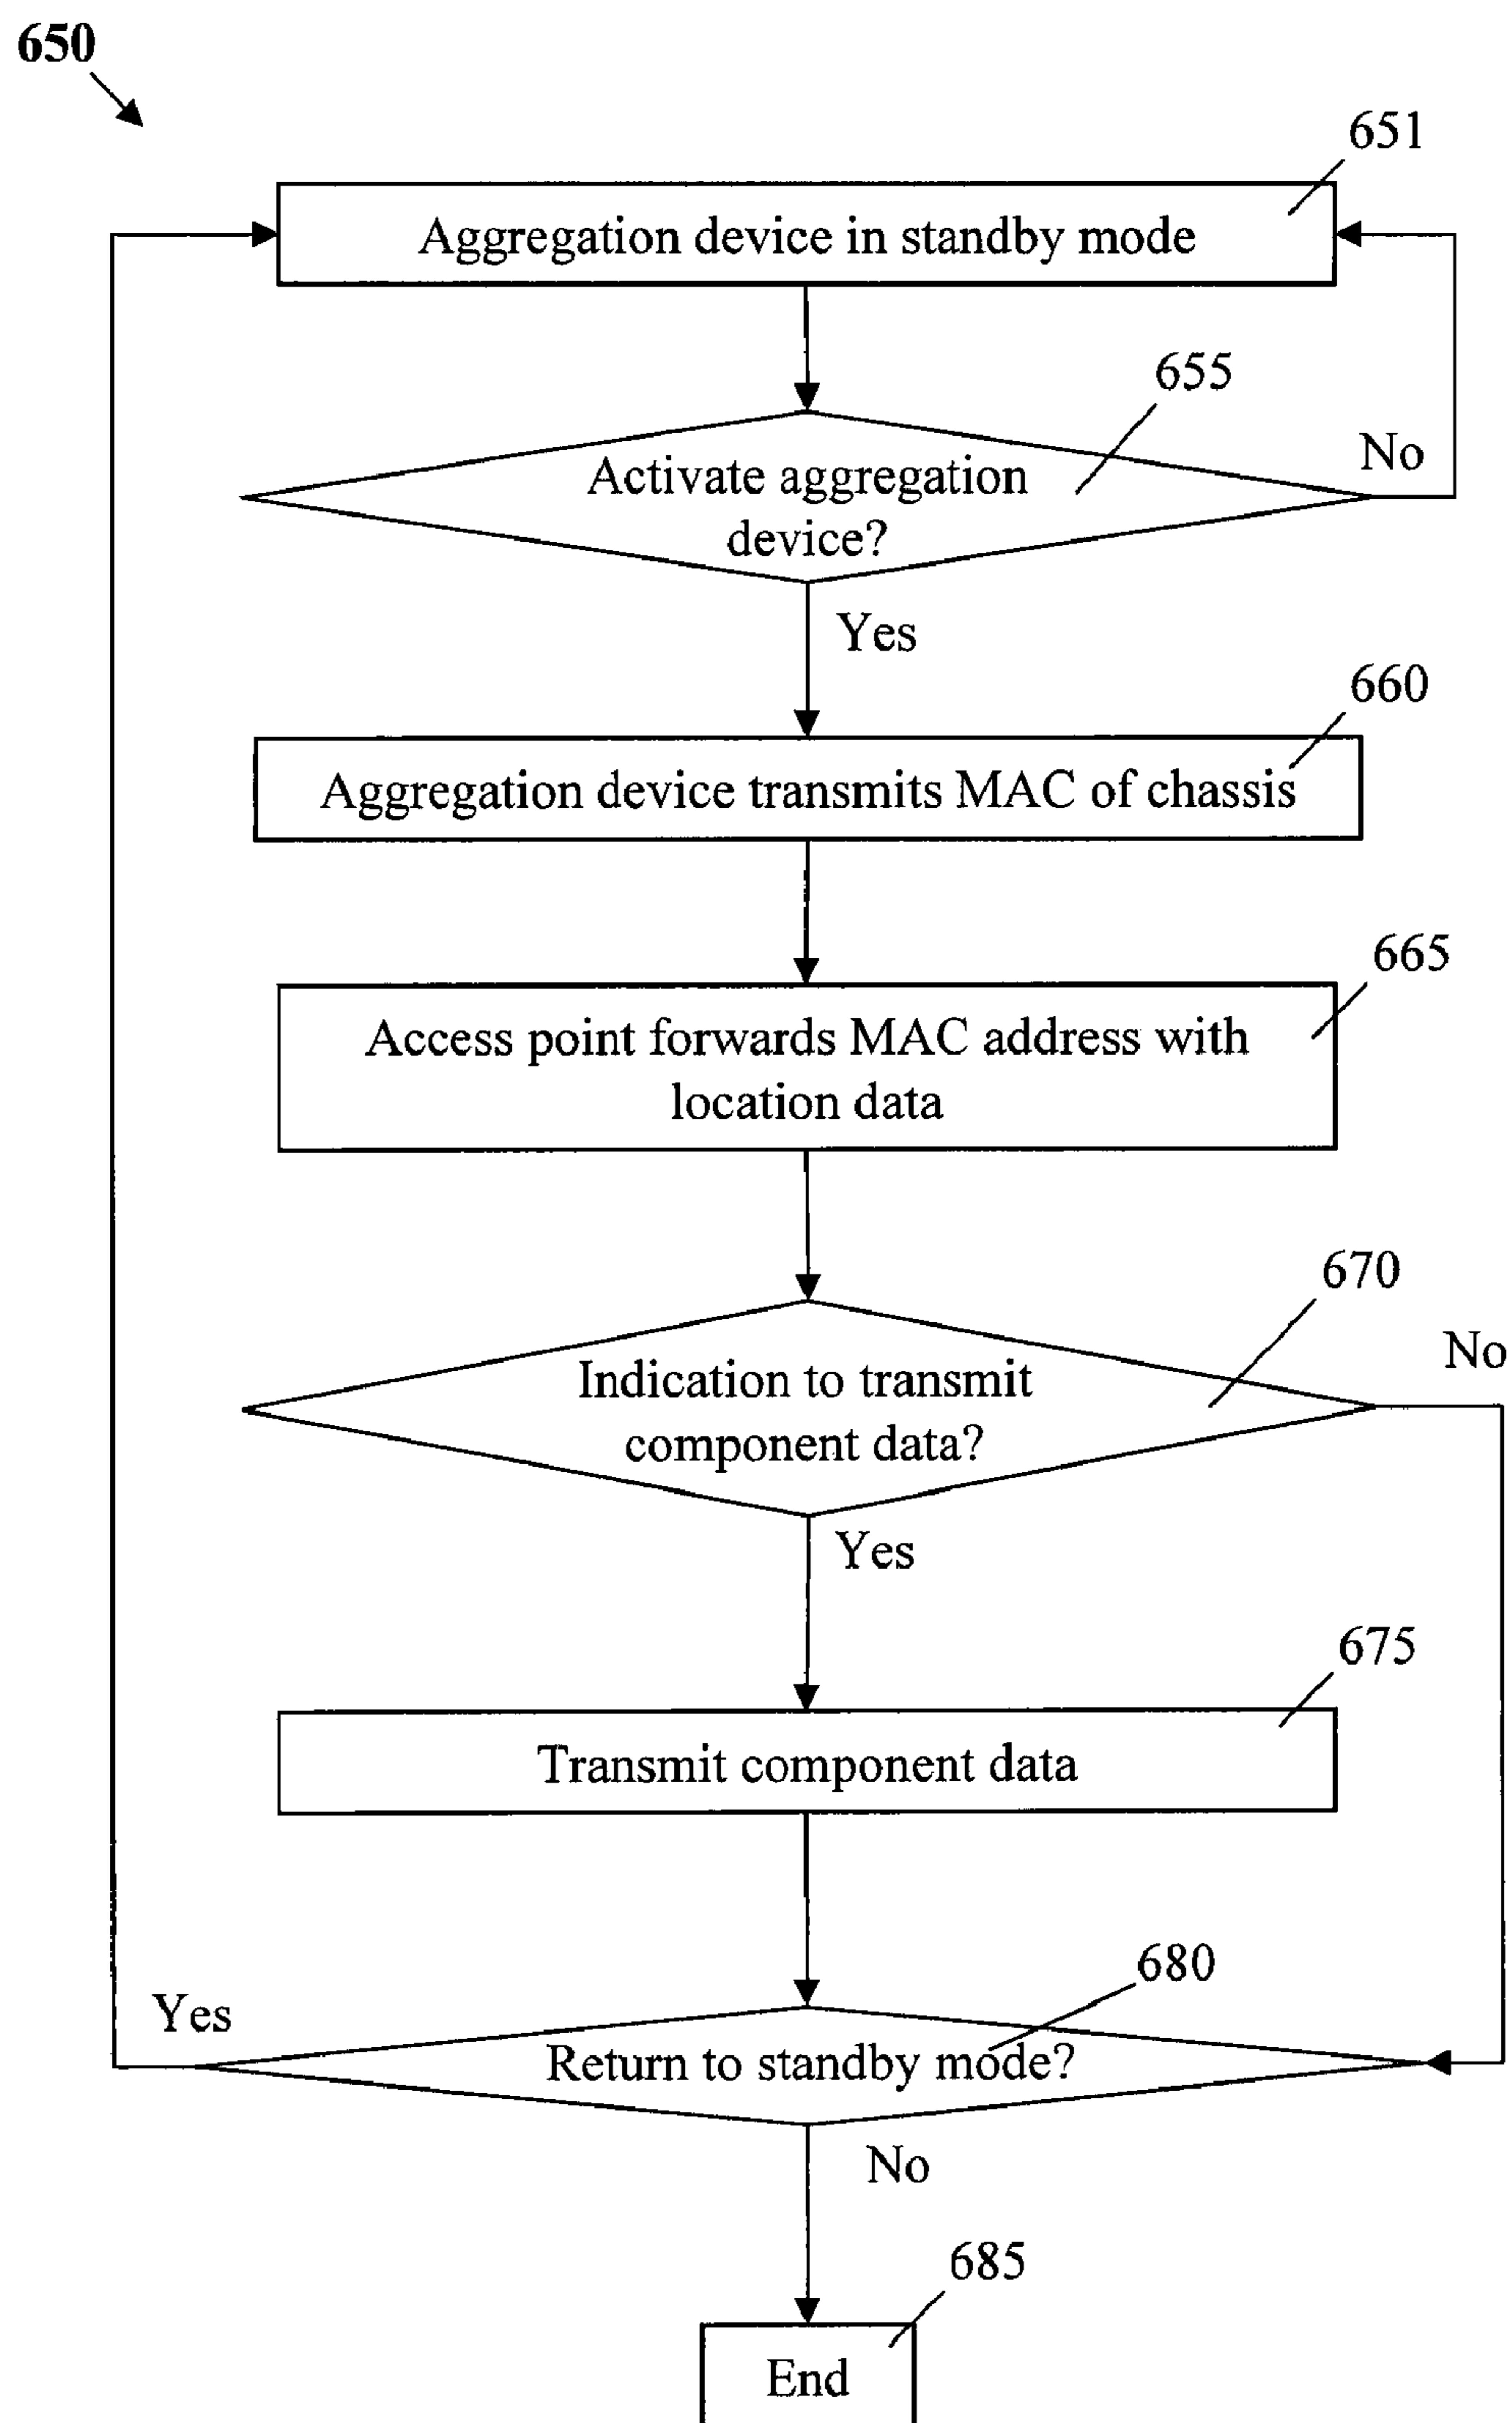 650
651
Aggregation device in standby mode
655
No
Activate aggregation
device?
Yes
660
Aggregation device transmits MAC of chassis
665
Access point forwards MAC address with
location data
670
No
Indication to transmit
component data?
Yes
675
Transmit component data
680
Yes
Return to standby mode?
No
685
End